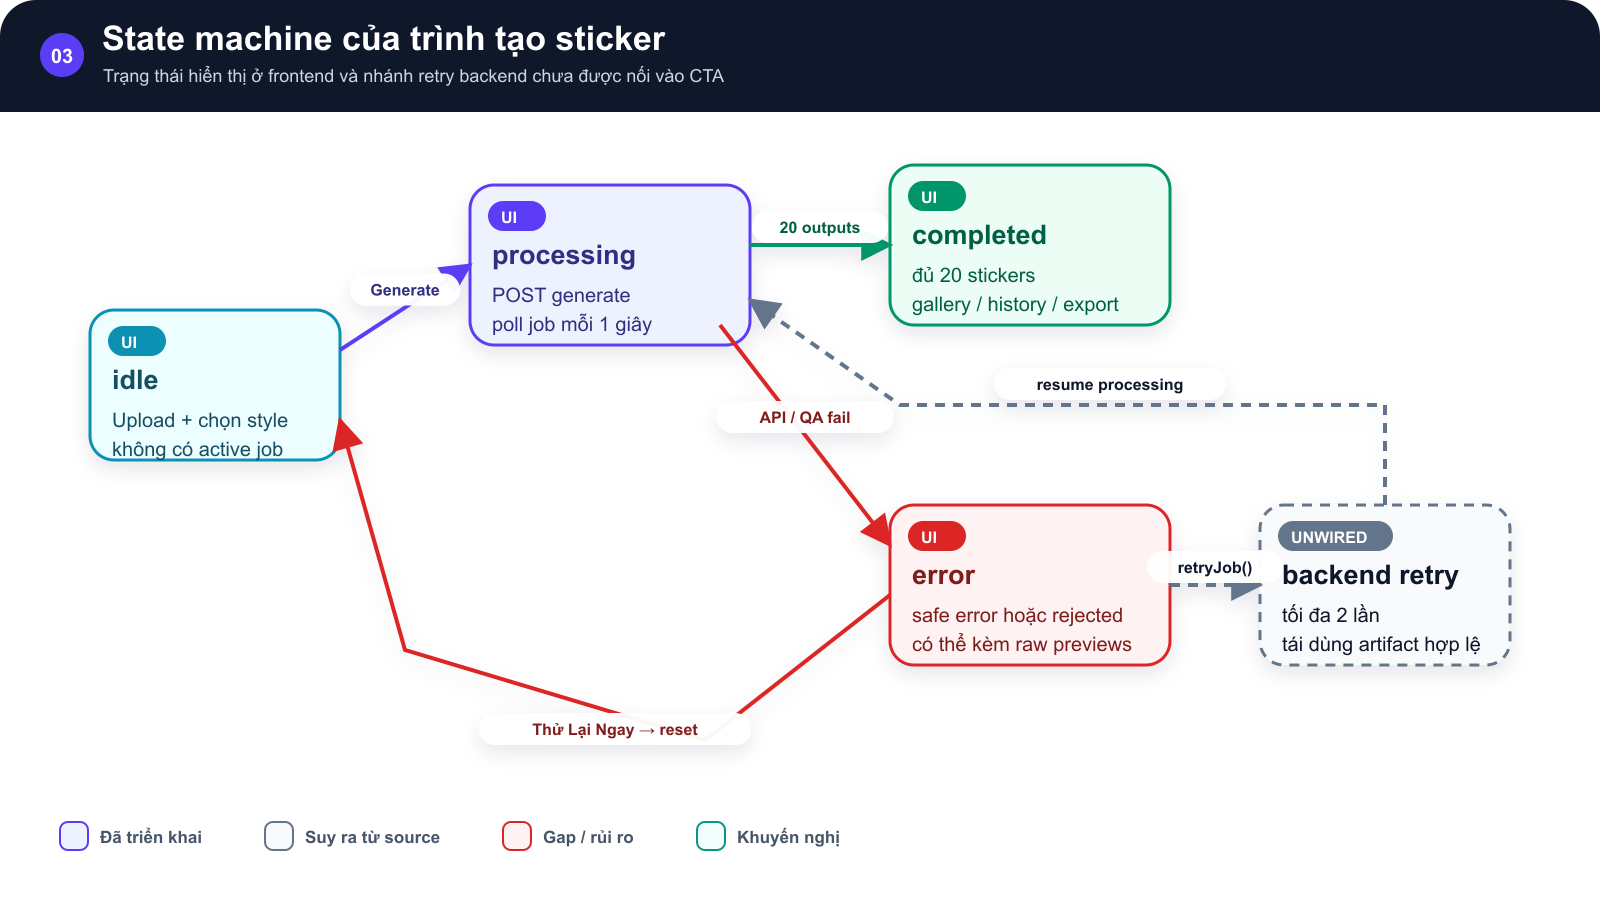 03
State machine của trình tạo sticker
Trạng thái hiển thị ở frontend và nhánh retry backend chưa được nối vào CTA
UI
idle
Upload + chọn style
không có active job
Generate
UI
processing
POST generate
poll job mỗi 1 giây
20 outputs
UI
completed
đủ 20 stickers
gallery / history / export
resume processing
API / QA fail
UI
error
safe error hoặc rejected
có thể kèm raw previews
retryJob()
UNWIRED
backend retry
tối đa 2 lần
tái dùng artifact hợp lệ
Thử Lại Ngay → reset
Đã triển khai
Suy ra từ source
Gap / rủi ro
Khuyến nghị